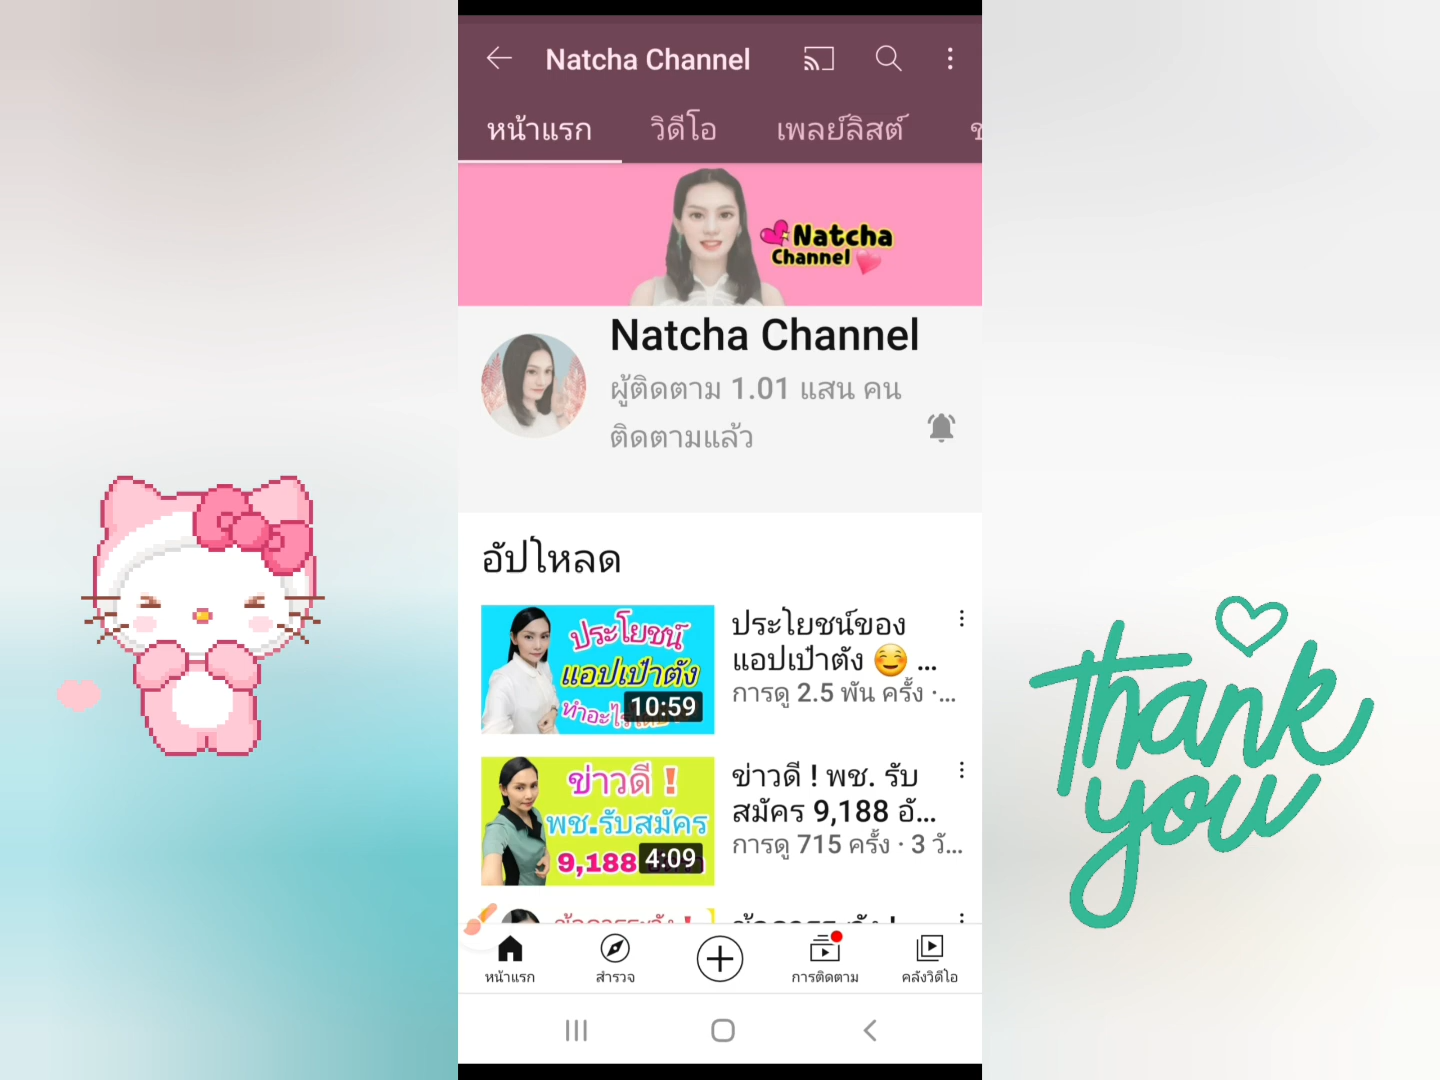 Natcha Channel
หน้าแรก วิดีโอ เพลย์ลิสต์
Natcha
Channel
Natcha Channel
ผู้ติดตาม 1.01 แสน คน
ติดตามแล้ว
อัปโหลด
ประโยชน์
แอปเป๋าตัง
10:59
ประโยชน์ของ
แอปเป๋าตัง 😊 ...
การดู 2.5 พัน ครั้ง ·...
ข่าวดี !
พช.รับสมัคร
9,188
4:09
ข่าวดี ! พช. รับ
สมัคร 9,188 อั...
การดู 715 ครั้ง · 3 วั...
หน้าแรก สำรวจ การติดตาม คลังวิดีโอ
thank
you